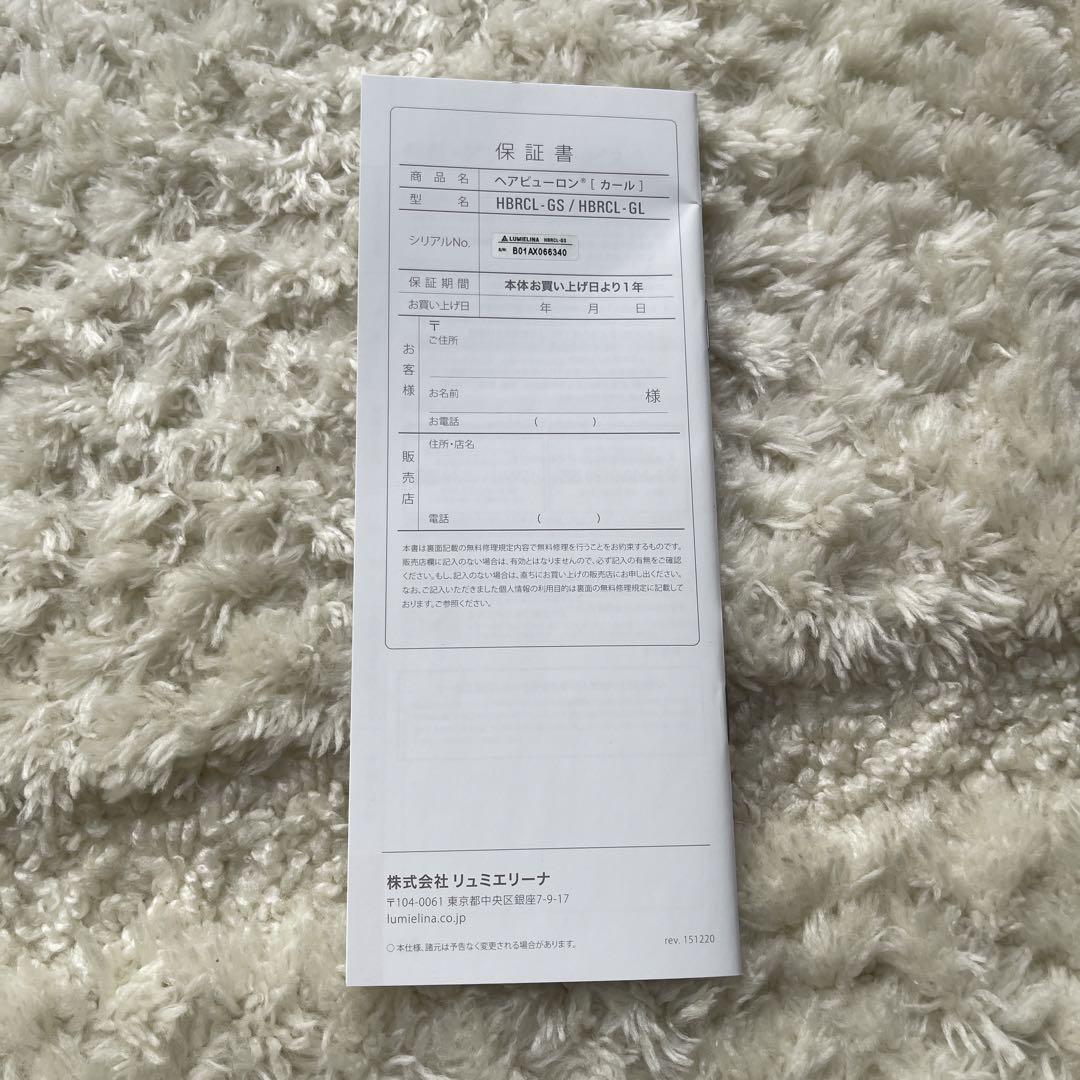 保証書
商品名 ヘアビューロン® [ カール ]
型名 HBRCL-GS / HBRCL-GL
シリアルNo. LUMIELINA HBRCL-GS
S/N: B01AX066340
保証期間 本体お買い上げ日より1年
お買い上げ日 年 月 日
お客様
〒
ご住所
お名前 様
お電話 ( )
販売店
住所・店名
電話 ( )
本書は裏面記載の無料修理規定内容で無料修理を行うことをお約束するものです。
販売店欄に記入のない場合は、有効とはなりませんので、必ず記入の有無をご確認
ください。もし、記入のない場合は、直ちにお買い上げの販売店にお申し出ください。
なお、ご記入いただきました個人情報の利用目的は裏面の無料修理規定に記載して
おります。ご参照ください。
株式会社 リュミエリーナ
〒104-0061 東京都中央区銀座7-9-17
lumielina.co.jp
○ 本仕様、諸元は予告なく変更される場合があります。
rev. 151220